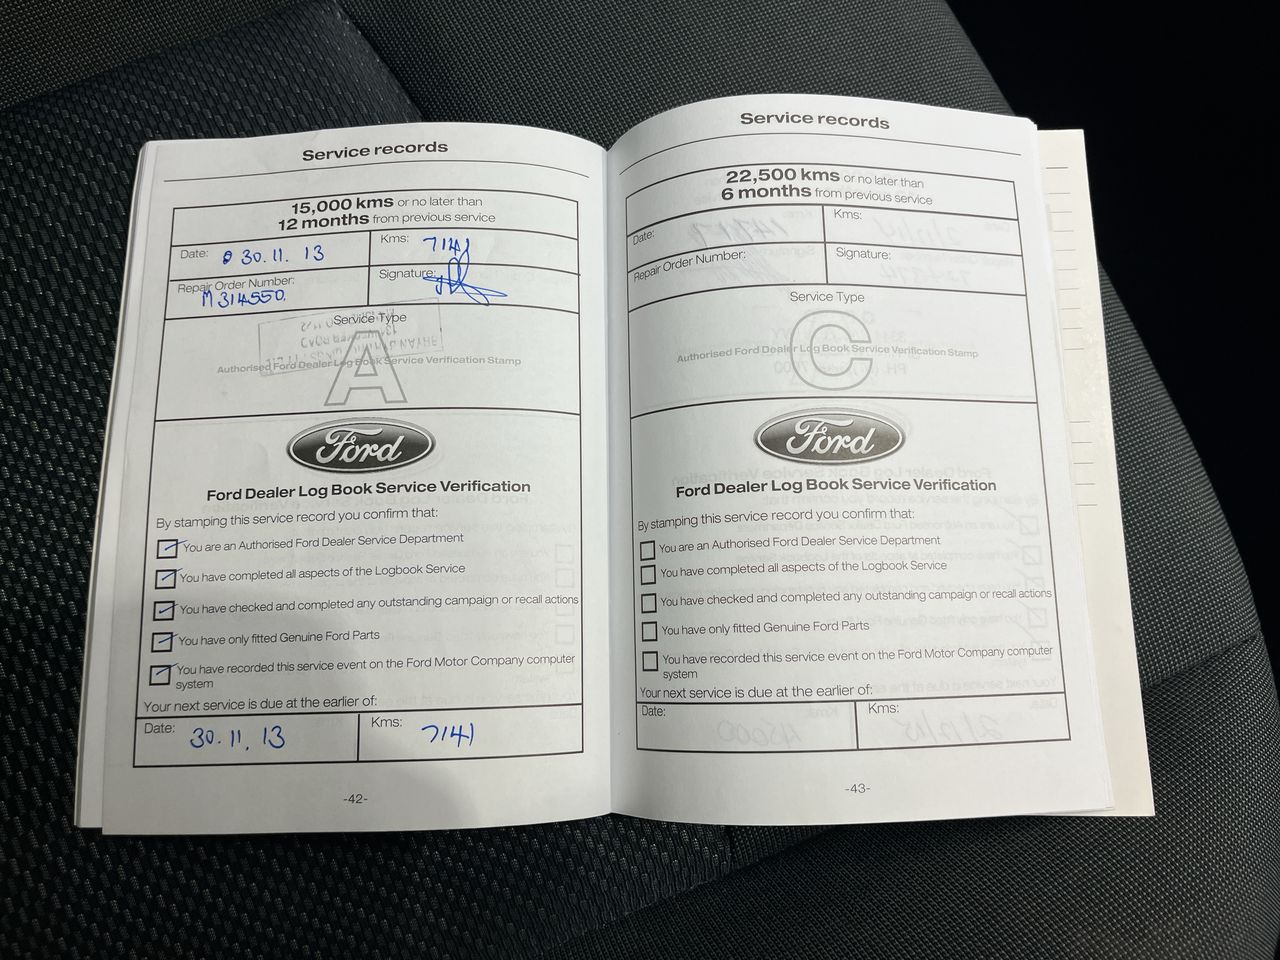 Service records
15,000 kms or no later than
12 months from previous service
Date: 30.11.13
Kms: 7141
Repair Order Number:
M314550.
Signature:
Service Type
A
Authorised Ford Dealer Log Book Service Verification Stamp
Ford
Ford Dealer Log Book Service Verification
By stamping this service record you confirm that:
You are an Authorised Ford Dealer Service Department
You have completed all aspects of the Logbook Service
You have checked and completed any outstanding campaign or recall actions
You have only fitted Genuine Ford Parts
You have recorded this service event on the Ford Motor Company computer
system
Your next service is due at the earlier of:
Date: 30.11.13
Kms: 7141
-42-
Service records
22,500 kms or no later than
6 months from previous service
Date:
Kms:
Repair Order Number:
Signature:
Service Type
C
Authorised Ford Dealer Log Book Service Verification Stamp
Ford
Ford Dealer Log Book Service Verification
By stamping this service record you confirm that:
You are an Authorised Ford Dealer Service Department
You have completed all aspects of the Logbook Service
You have checked and completed any outstanding campaign or recall actions
You have only fitted Genuine Ford Parts
You have recorded this service event on the Ford Motor Company computer
system
Your next service is due at the earlier of:
Date:
Kms:
-43-